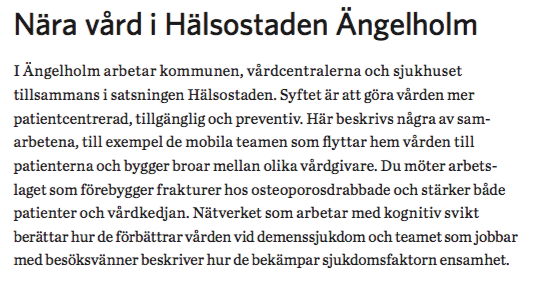 Nära vård i Hälsostaden Ängelholm
I Ängelholm arbetar kommunen, vårdcentralerna och sjukhuset
tillsammans i satsningen Hälsostaden. Syftet är att göra vården mer
patientcentrerad, tillgänglig och preventiv. Här beskrivs några av sam-
arbetena, till exempel de mobila teamen som flyttar hem vården till
patienterna och bygger broar mellan olika vårdgivare. Du möter arbets-
laget som förebygger frakturer hos osteoporosdrabbade och stärker både
patienter och vårdkedjan. Nätverket som arbetar med kognitiv svikt
berättar hur de förbättrar vården vid demenssjukdom och teamet som jobbar
med besöksvänner beskriver hur de bekämpar sjukdomsfaktorn ensamhet.